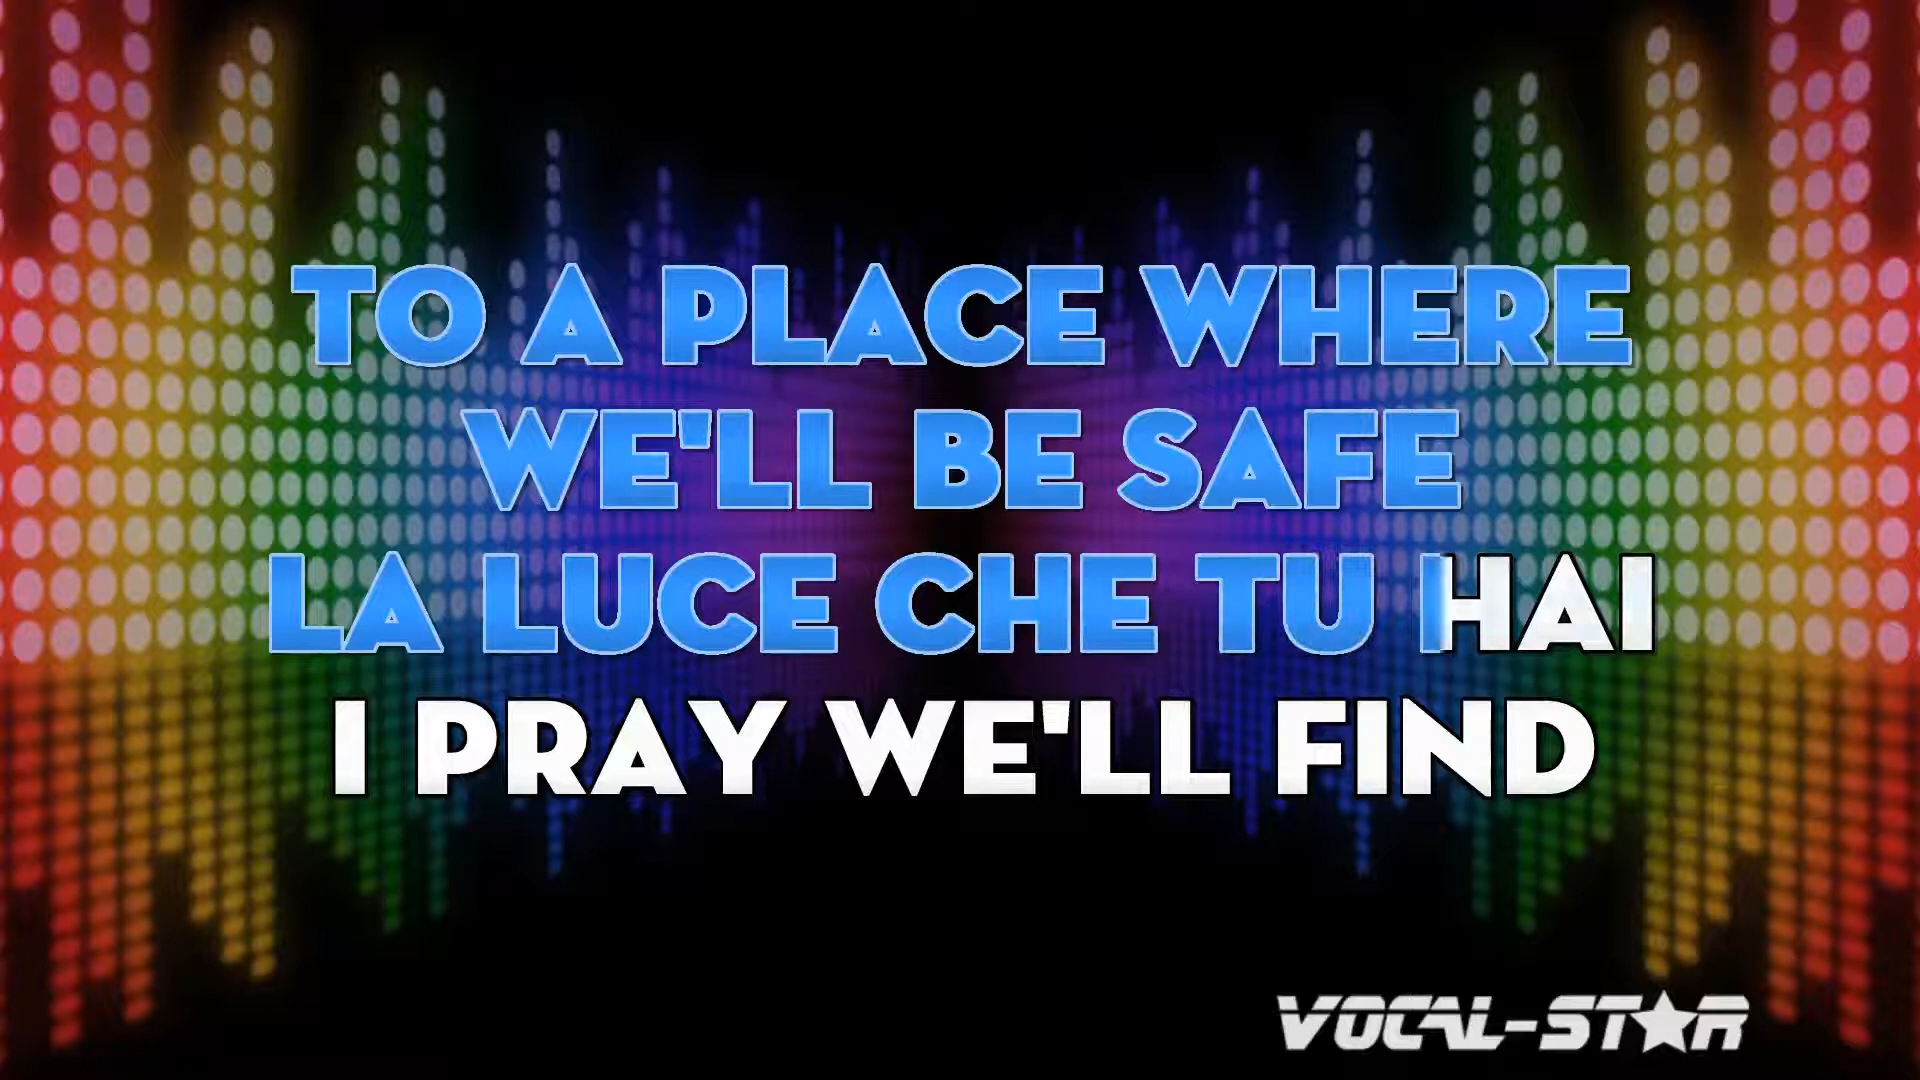 TO A PLACE WHERE
WE'LL BE SAFE
LA LUCE CHE TU HAI
I PRAY WE'LL FIND
VOCAL-STAR